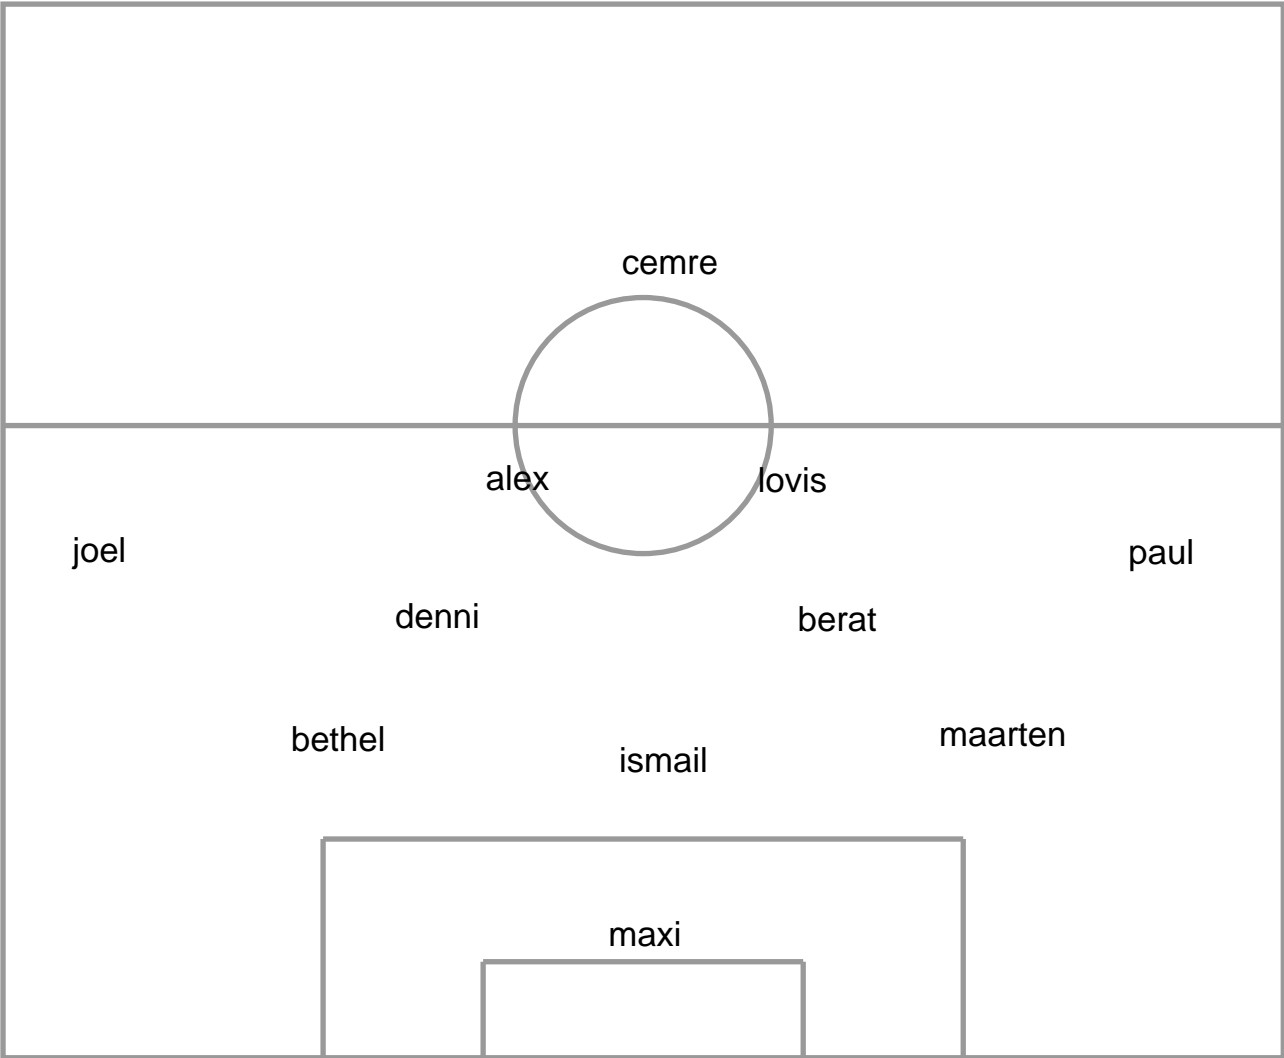 cemre
alex
lovis
joel
paul
denni
berat
bethel
ismail
maarten
maxi